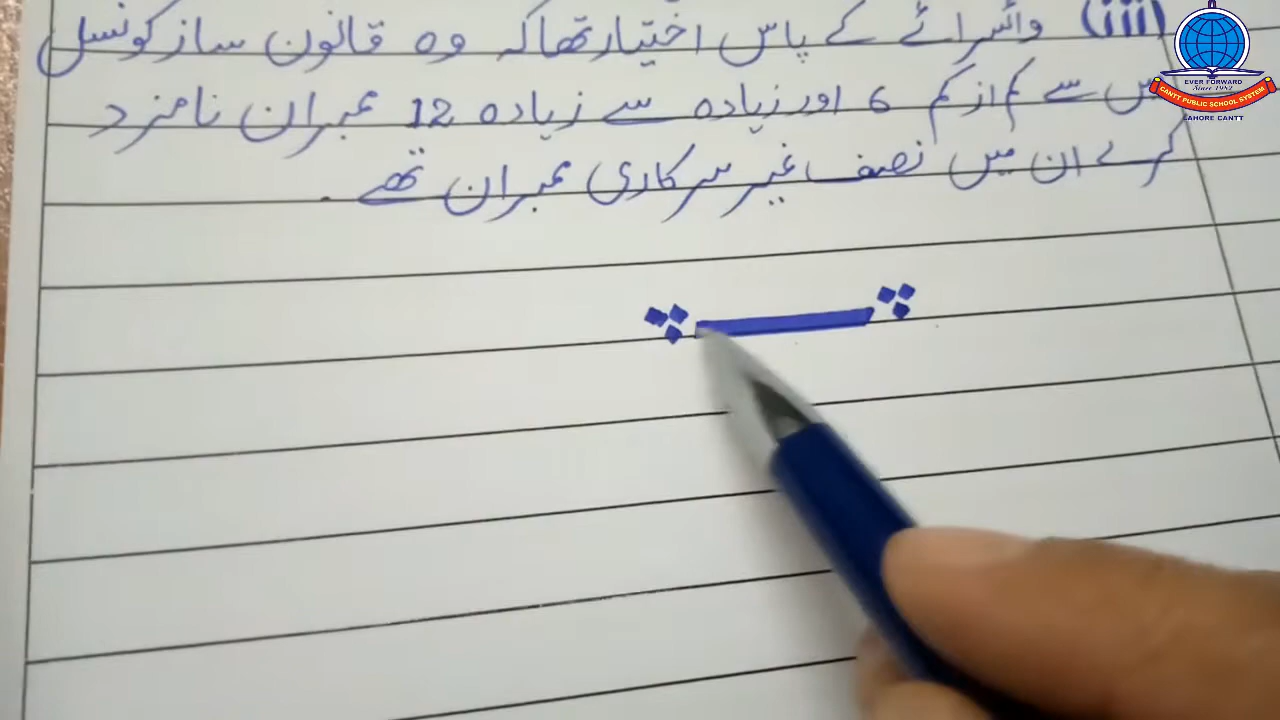 (iii) وائسرائے کے پاس اختیار تھا کہ وہ قانون ساز کونسل
سے کم از کم 6 اور زیادہ سے زیادہ 12 ممبران نامزد
کرے ان میں نصف غیر سرکاری ممبران تھے.
EVER FORWARD
Since 1982
CANTT PUBLIC SCHOOL SYSTEM
LAHORE CANTT